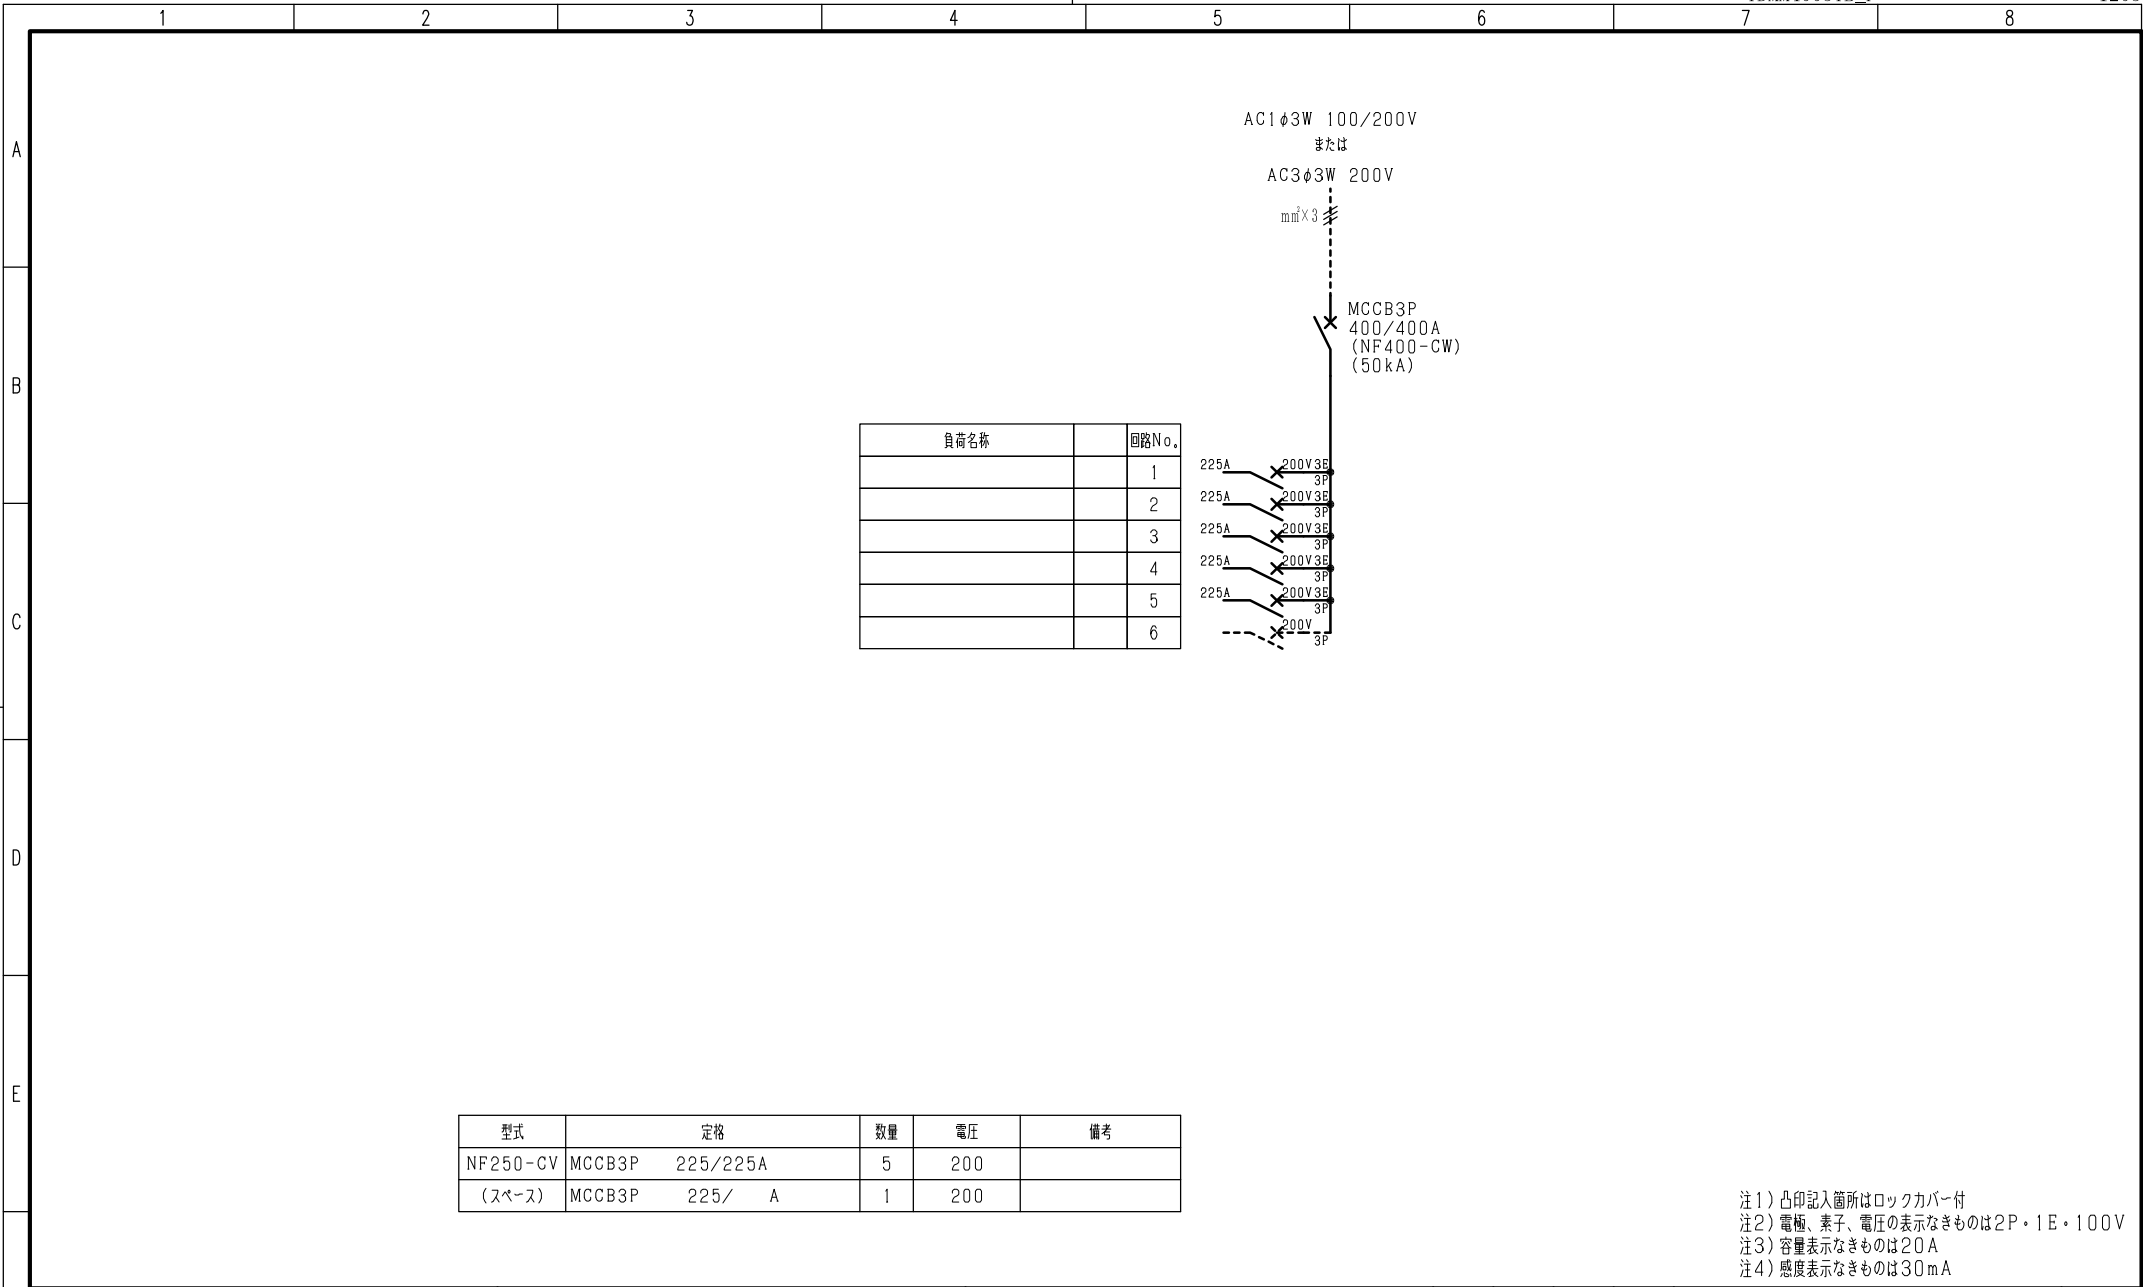 1 2 3 4 5 6 7 8
A
AC1φ3W 100/200V
または
AC3φ3W 200V
mm²×3
MCCB3P
400/400A
(NF400-CW)
(50kA)
B
負荷名称 回路No。
1 225A 200V3E
3P
2 225A 200V3E
3P
3 225A 200V3E
3P
4 225A 200V3E
3P
C
5 225A 200V3E
3P
6 200V
3P
D
E
型式 定格 数量 電圧 備考
NF250-CV MCCB3P 225/225A 5 200
(スペース) MCCB3P 225/ A 1 200
注1)凸印記入箇所はロックカバー付
注2)電極、素子、電圧の表示なきものは2P・1E・100V
注3)容量表示なきものは20A
注4)感度表示なきものは30mA